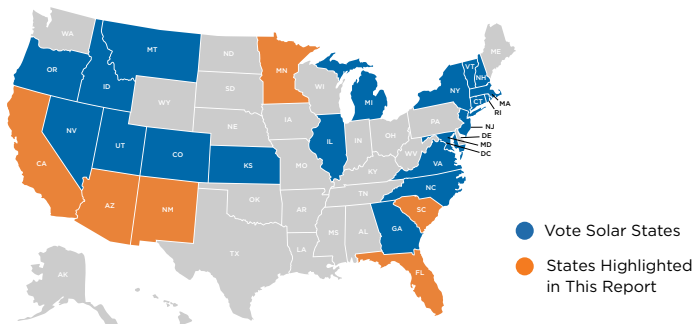 WA
MT
ND
MN
ME
VT
NH
OR
ID
SD
WI
NY
MA
RI
CT
MI
WY
PA
NJ
DE
MD
DC
IA
NE
NV
UT
CO
IL
IN
OH
WV
VA
CA
KS
MO
KY
NC
TN
AZ
NM
OK
AR
SC
MS
AL
GA
TX
LA
FL
AK
Vote Solar States
States Highlighted
in This Report